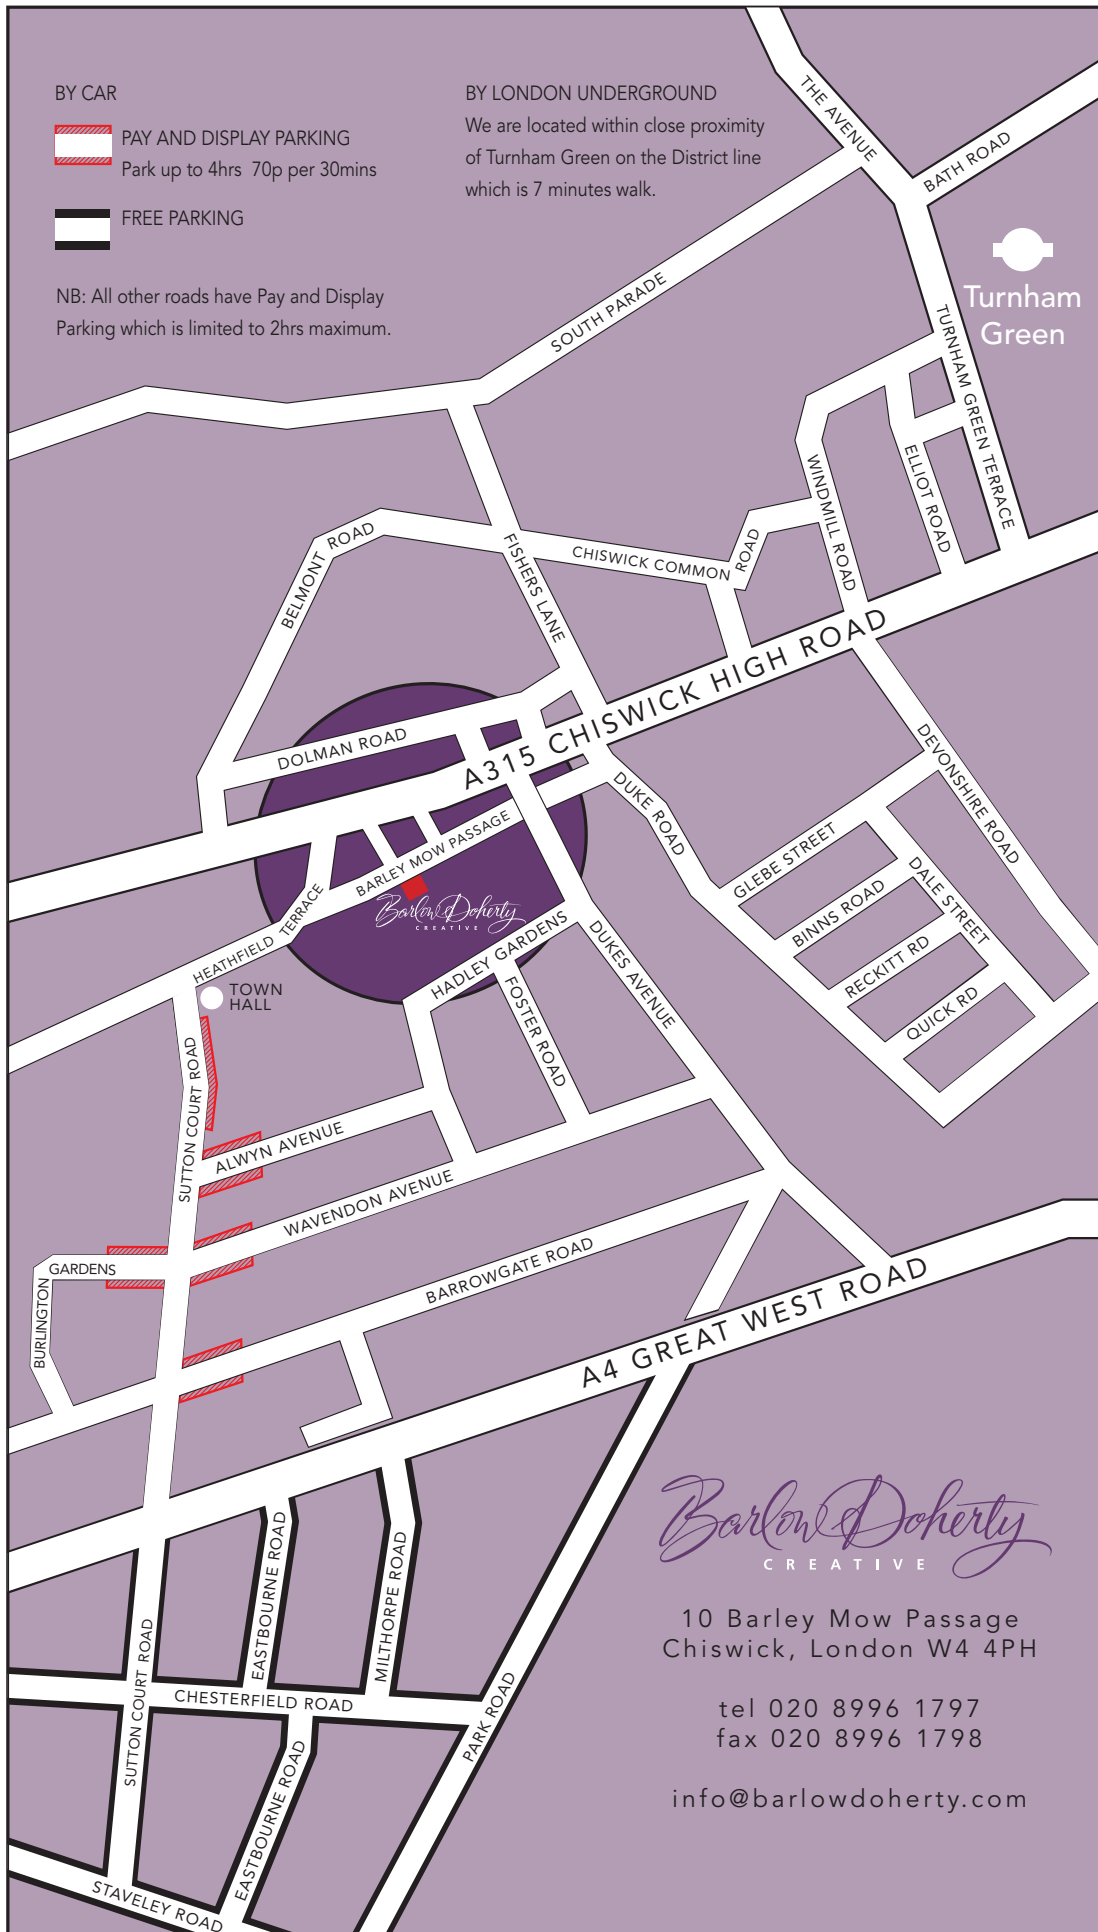 BY CAR
PAY AND DISPLAY PARKING
Park up to 4hrs 70p per 30mins
FREE PARKING
NB: All other roads have Pay and Display
Parking which is limited to 2hrs maximum.
BY LONDON UNDERGROUND
We are located within close proximity
of Turnham Green on the District line
which is 7 minutes walk.
THE AVENUE
BATH ROAD
Turnham
Green
SOUTH PARADE
TURNHAM GREEN TERRACE
ELLIOT ROAD
WINDMILL ROAD
BELMONT ROAD
FISHERS LANE
CHISWICK COMMON ROAD
A315 CHISWICK HIGH ROAD
DOLMAN ROAD
DUKE ROAD
DEVONSHIRE ROAD
BARLEY MOW PASSAGE
GLEBE STREET
DALE STREET
BINNS ROAD
RECKITT RD
QUICK RD
HEATHFIELD TERRACE
Barlow Doherty
CREATIVE
HADLEY GARDENS
DUKES AVENUE
FOSTER ROAD
TOWN
HALL
SUTTON COURT ROAD
ALWYN AVENUE
WAVENDON AVENUE
BURLINGTON GARDENS
BARROWGATE ROAD
A4 GREAT WEST ROAD
EASTBOURNE ROAD
MILTHORPE ROAD
SUTTON COURT ROAD
CHESTERFIELD ROAD
PARK ROAD
EASTBOURNE ROAD
STAVELEY ROAD
Barlow Doherty
CREATIVE
10 Barley Mow Passage
Chiswick, London W4 4PH
tel 020 8996 1797
fax 020 8996 1798
info@barlowdoherty.com